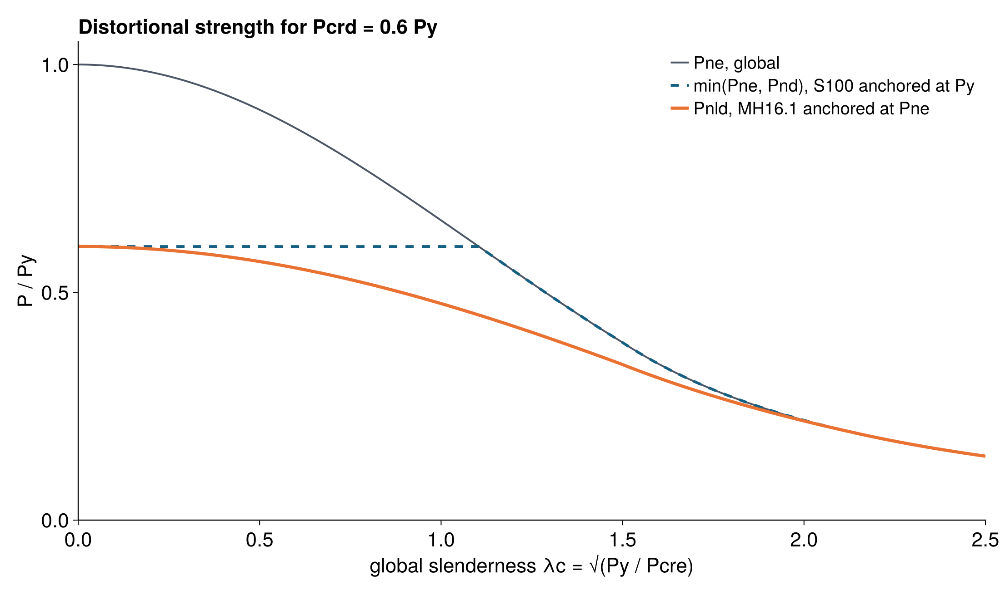 Distortional strength for Pcrd = 0.6 Py
Pne, global
min(Pne, Pnd), S100 anchored at Py
Pnld, MH16.1 anchored at Pne
P / Py
1.0
0.5
0.0
0.0 0.5 1.0 1.5 2.0 2.5
global slenderness λc = √(Py / Pcre)